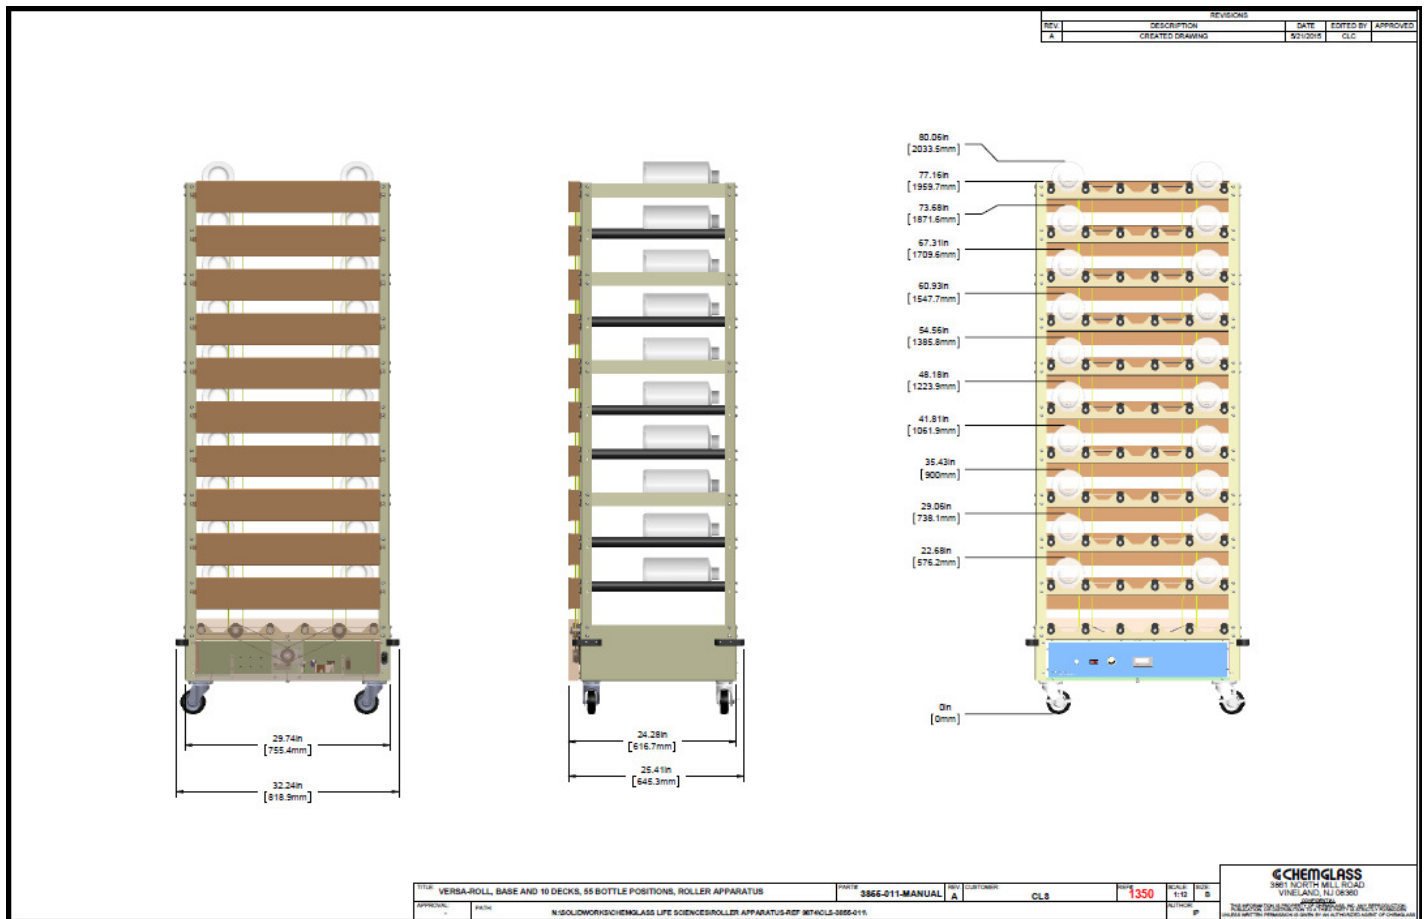 REVISIONS
REV. DESCRIPTION DATE EDITED BY APPROVED
A CREATED DRAWING 5/21/2015 CLC
80.06in
[2033.5mm]
77.16in
[1959.7mm]
73.68in
[1871.6mm]
67.31in
[1709.6mm]
60.93in
[1547.7mm]
54.56in
[1385.8mm]
48.18in
[1223.9mm]
41.81in
[1061.9mm]
35.43in
[900mm]
29.06in
[738.1mm]
22.68in
[576.2mm]
0in
[0mm]
29.74in
[755.4mm]
32.24in
[818.9mm]
24.28in
[616.7mm]
25.41in
[645.3mm]
TITLE: VERSA-ROLL, BASE AND 10 DECKS, 55 BOTTLE POSITIONS, ROLLER APPARATUS
PART# 3866-011-MANUAL
REV. A
CUSTOMER: CLS
REF# 1350
SCALE: 1:12
SIZE: B
APPROVAL: -
PATH:
AUTHOR: IP
CHEMGLASS
3861 NORTH MILL ROAD
VINELAND, NJ 08360
CONFIDENTIAL